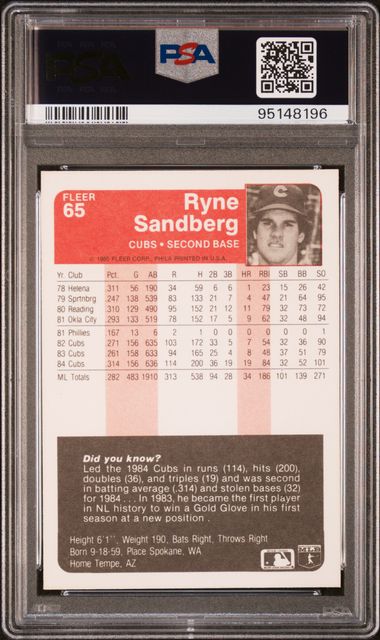 PSA
PSA
95148196
FLEER
65
Ryne
Sandberg
CUBS • SECOND BASE
© 1985 FLEER CORP., PHILA PRINTED IN U.S.A.
Yr. Club Pct. G AB R H 2B 3B HR RBI SB BB SO
78 Helena .311 56 190 34 59 6 6 1 23 15 26 42
79 Sprtnbrg .247 138 539 83 133 21 7 4 47 21 64 95
80 Reading .310 129 490 95 152 21 12 11 79 32 73 72
81 Okla City .293 133 519 78 152 17 5 9 62 32 48 94
81 Phillies .167 13 6 2 1 0 0 0 0 0 0 1
82 Cubs .271 156 635 103 172 33 5 7 54 32 36 90
83 Cubs .261 158 633 94 165 25 4 8 48 37 51 79
84 Cubs .314 156 636 114 200 36 19 19 84 32 52 101
ML Totals .282 483 1910 313 538 94 28 34 186 101 139 271
Did you know?
Led the 1984 Cubs in runs (114), hits (200),
doubles (36), and triples (19) and was second
in batting average (.314) and stolen bases (32)
for 1984 . . . In 1983, he became the first player
in NL history to win a Gold Glove in his first
season at a new position .
Height 6'1", Weight 190, Bats Right, Throws Right
Born 9-18-59, Place Spokane, WA
Home Tempe, AZ